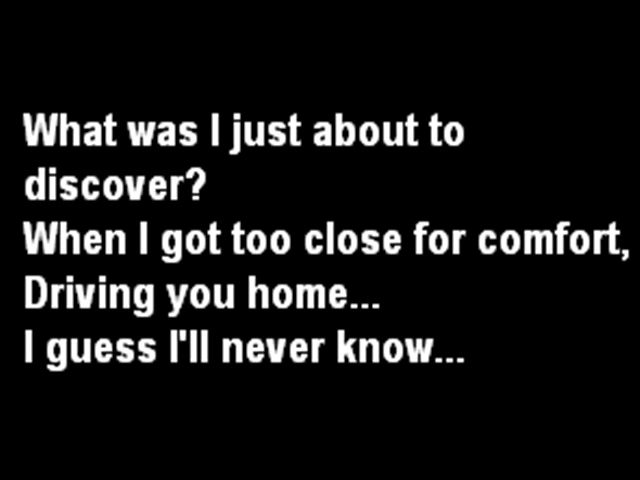 What was I just about to
discover?
When I got too close for comfort,
Driving you home...
I guess I'll never know...